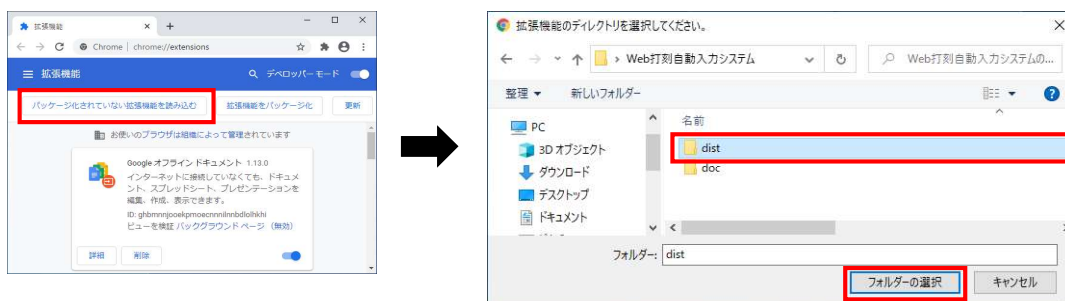 拡張機能
Chrome | chrome://extensions
拡張機能
デベロッパー モード
パッケージ化されていない拡張機能を読み込む
拡張機能をパッケージ化
更新
お使いのブラウザは組織によって管理されています
Google オフライン ドキュメント 1.13.0
インターネットに接続していなくても、ドキュメ
ント、スプレッドシート、プレゼンテーションを
編集、作成、表示できます。
ID: ghbmnnjooekpmoecnnnilnnbdlolhkhi
ビューを検証 バックグラウンド ページ （無効）
詳細
削除
拡張機能のディレクトリを選択してください。
Web打刻自動入力システム
Web打刻自動入力システムの...
整理
新しいフォルダー
名前
PC
3D オブジェクト
ダウンロード
デスクトップ
ドキュメント
dist
doc
フォルダー: dist
フォルダーの選択
キャンセル